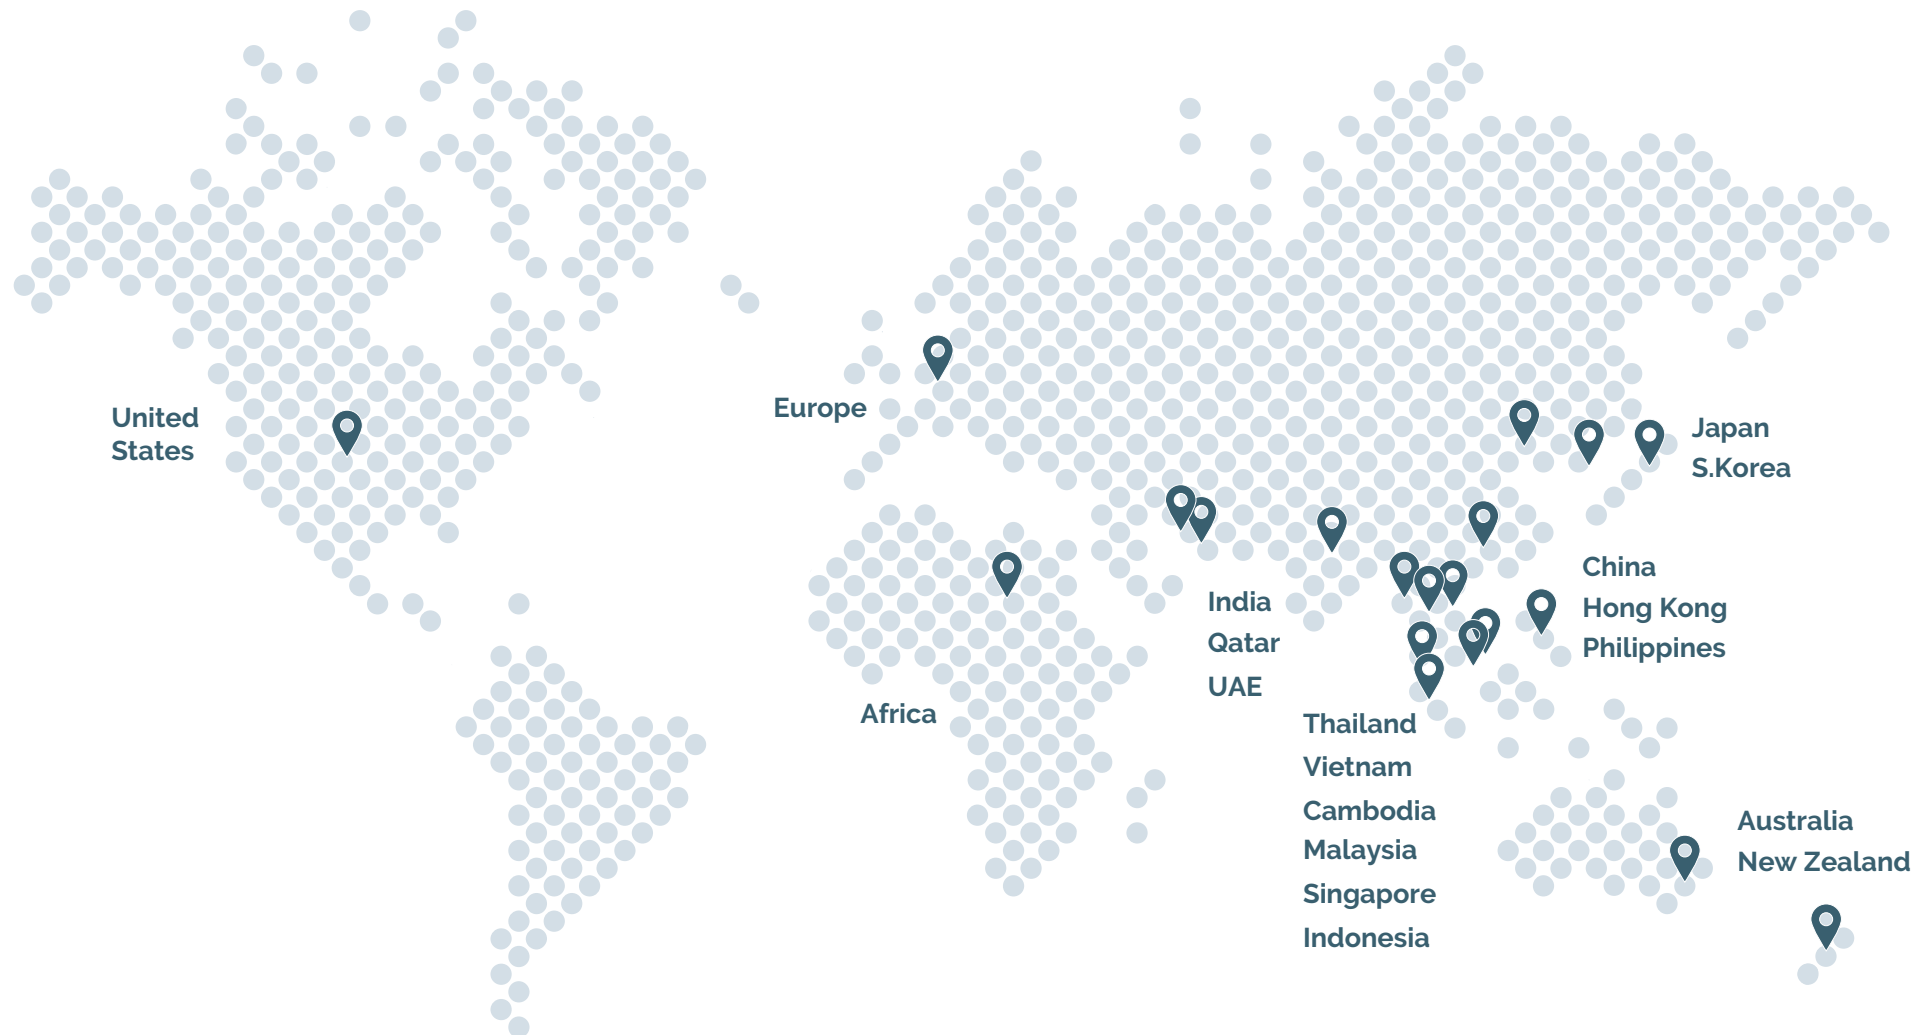 United
States
Europe
Africa
India
Qatar
UAE
Thailand
Vietnam
Cambodia
Malaysia
Singapore
Indonesia
Japan
S.Korea
China
Hong Kong
Philippines
Australia
New Zealand